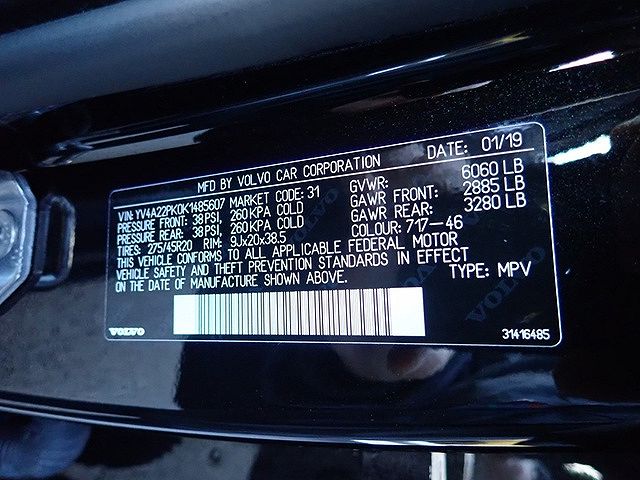 MFD BY VOLVO CAR CORPORATION DATE: 01/19
VIN: YV4A22PK0K1485607 MARKET CODE: 31 GVWR: 6060 LB
PRESSURE FRONT: 38PSI, 260KPA COLD GAWR FRONT: 2885 LB
PRESSURE REAR: 38PSI, 260KPA COLD GAWR REAR: 3280 LB
TIRES: 275/45R20 RIM: 9Jx20x38.5 COLOUR: 717-46
THIS VEHICLE CONFORMS TO ALL APPLICABLE FEDERAL MOTOR
VEHICLE SAFETY AND THEFT PREVENTION STANDARDS IN EFFECT
ON THE DATE OF MANUFACTURE SHOWN ABOVE. TYPE: MPV
VOLVO 31416485
VOLVO
VOLVO